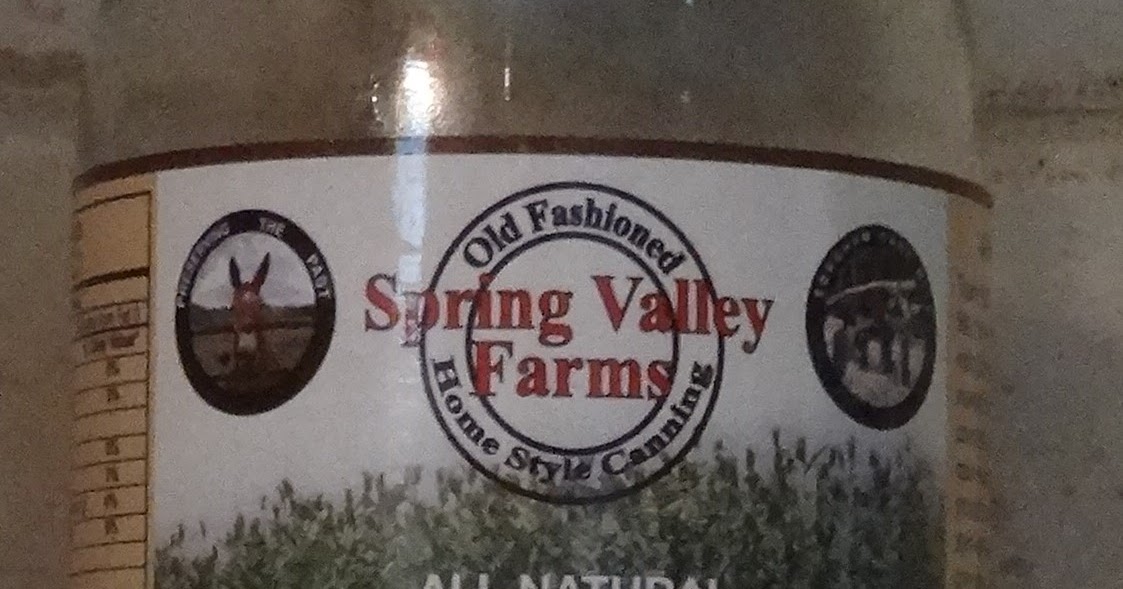 PRESERVING THE PAST
Old Fashioned
Spring Valley
Farms
Home Style Canning
ALL NATURAL